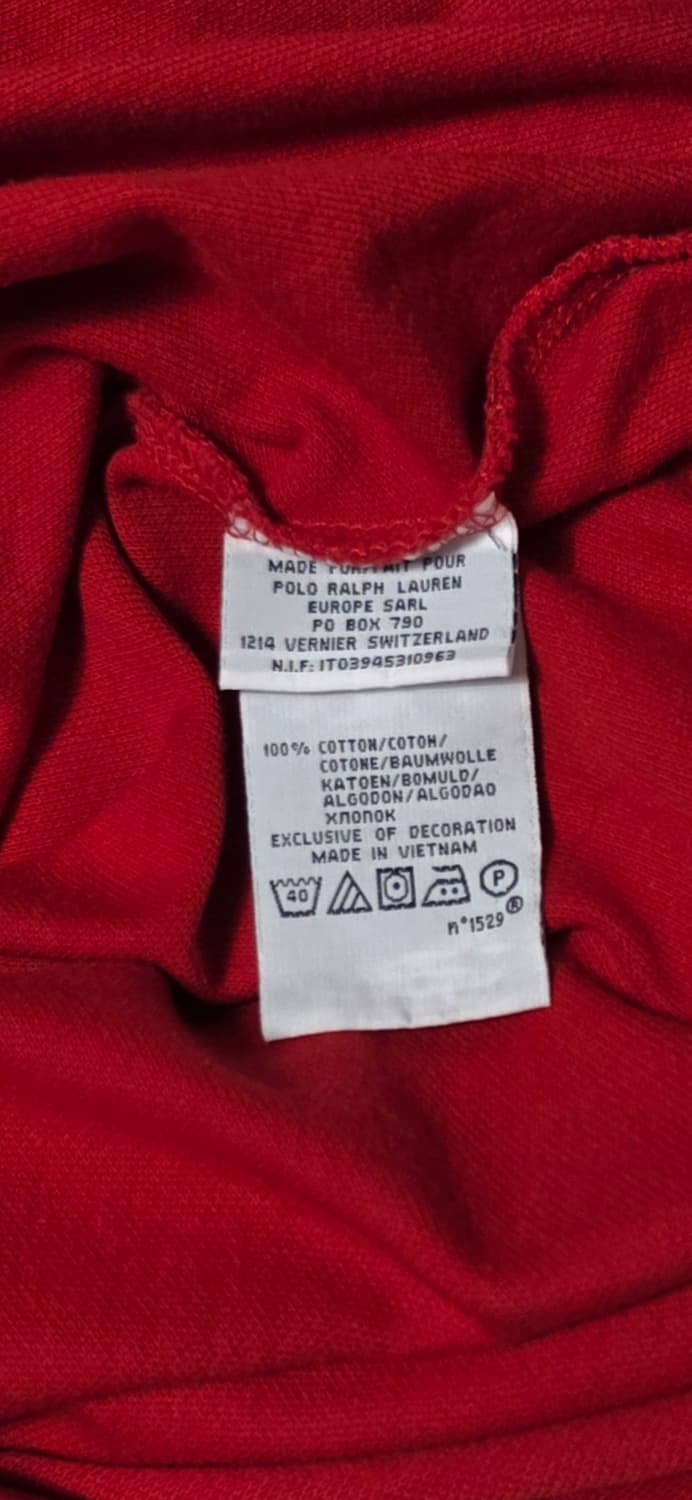 MADE FOR/FAIT POUR
POLO RALPH LAUREN
EUROPE SARL
PO BOX 790
1214 VERNIER SWITZERLAND
N.I.F: IT03945310963
100% COTTON/COTON/
COTONE/BAUMWOLLE
KATOEN/BOMULD/
ALGODON/ALGODAO
ХЛОПОК
EXCLUSIVE OF DECORATION
MADE IN VIETNAM
40 P
n°1529 ®